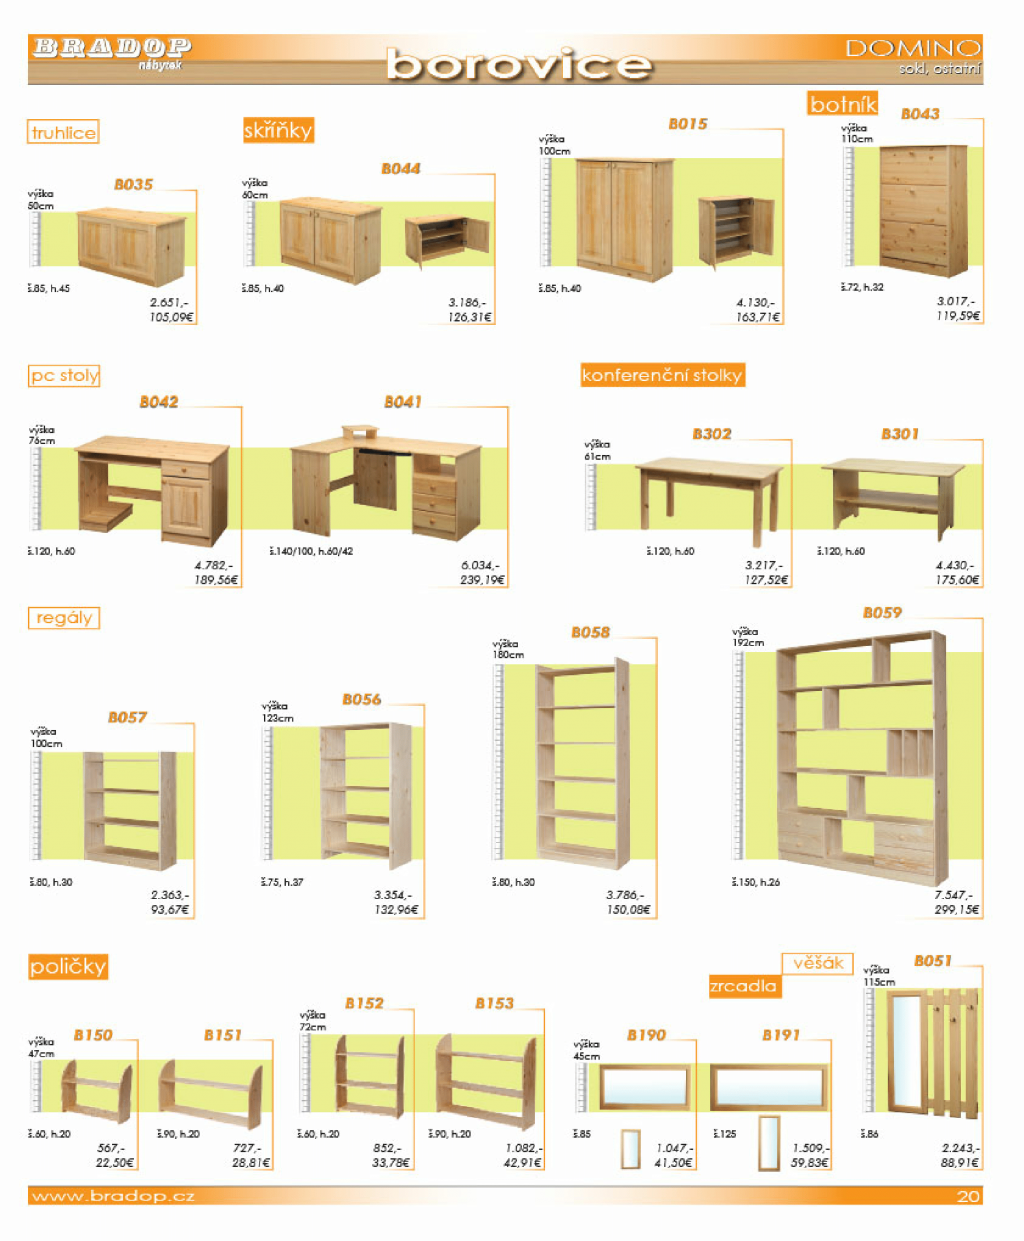 BRADOP
nábytek
borovice
DOMINO
sokl, ostatní
truhlice
B035
výška
50cm
š.85, h.45
2.651,-
105,09€
skříňky
B044
výška
60cm
š.85, h.40
3.186,-
126,31€
B015
výška
100cm
š.85, h.40
4.130,-
163,71€
botník
B043
výška
110cm
š.72, h.32
3.017,-
119,59€
pc stoly
B042
výška
76cm
š.120, h.60
4.782,-
189,56€
B041
š.140/100, h.60/42
6.034,-
239,19€
konferenční stolky
B302
výška
61cm
š.120, h.60
3.217,-
127,52€
B301
š.120, h.60
4.430,-
175,60€
regály
B057
výška
100cm
š.80, h.30
2.363,-
93,67€
B056
výška
123cm
š.75, h.37
3.354,-
132,96€
B058
výška
180cm
š.80, h.30
3.786,-
150,08€
B059
výška
192cm
š.150, h.26
7.547,-
299,15€
poličky
B150
výška
47cm
š.60, h.20
567,-
22,50€
B151
š.90, h.20
727,-
28,81€
B152
výška
72cm
š.60, h.20
852,-
33,78€
B153
š.90, h.20
1.082,-
42,91€
zrcadla
B190
výška
45cm
š.85
1.047,-
41,50€
B191
š.125
1.509,-
59,83€
věšák
B051
výška
115cm
š.86
2.243,-
88,91€
www.bradop.cz
20